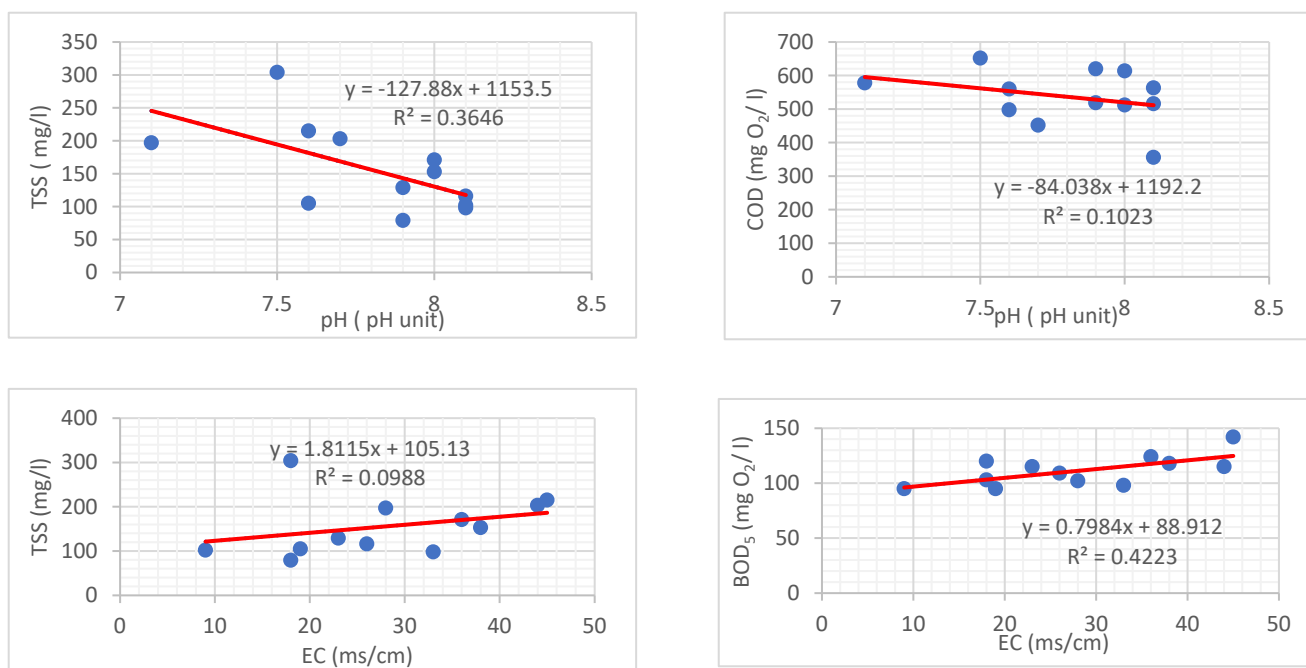 350
300
250
200
150
100
50
0
TSS ( mg/l)
y = -127.88x + 1153.5
R² = 0.3646
7 7.5 8 8.5
pH ( pH unit)
700
600
500
400
300
200
100
0
COD (mg O₂/ l)
y = -84.038x + 1192.2
R² = 0.1023
7 7.5 8 8.5
pH ( pH unit)
400
300
200
100
0
TSS (mg/l)
y = 1.8115x + 105.13
R² = 0.0988
0 10 20 30 40 50
EC (ms/cm)
150
100
50
0
BOD₅ (mg O₂/ l)
y = 0.7984x + 88.912
R² = 0.4223
0 10 20 30 40 50
EC (ms/cm)